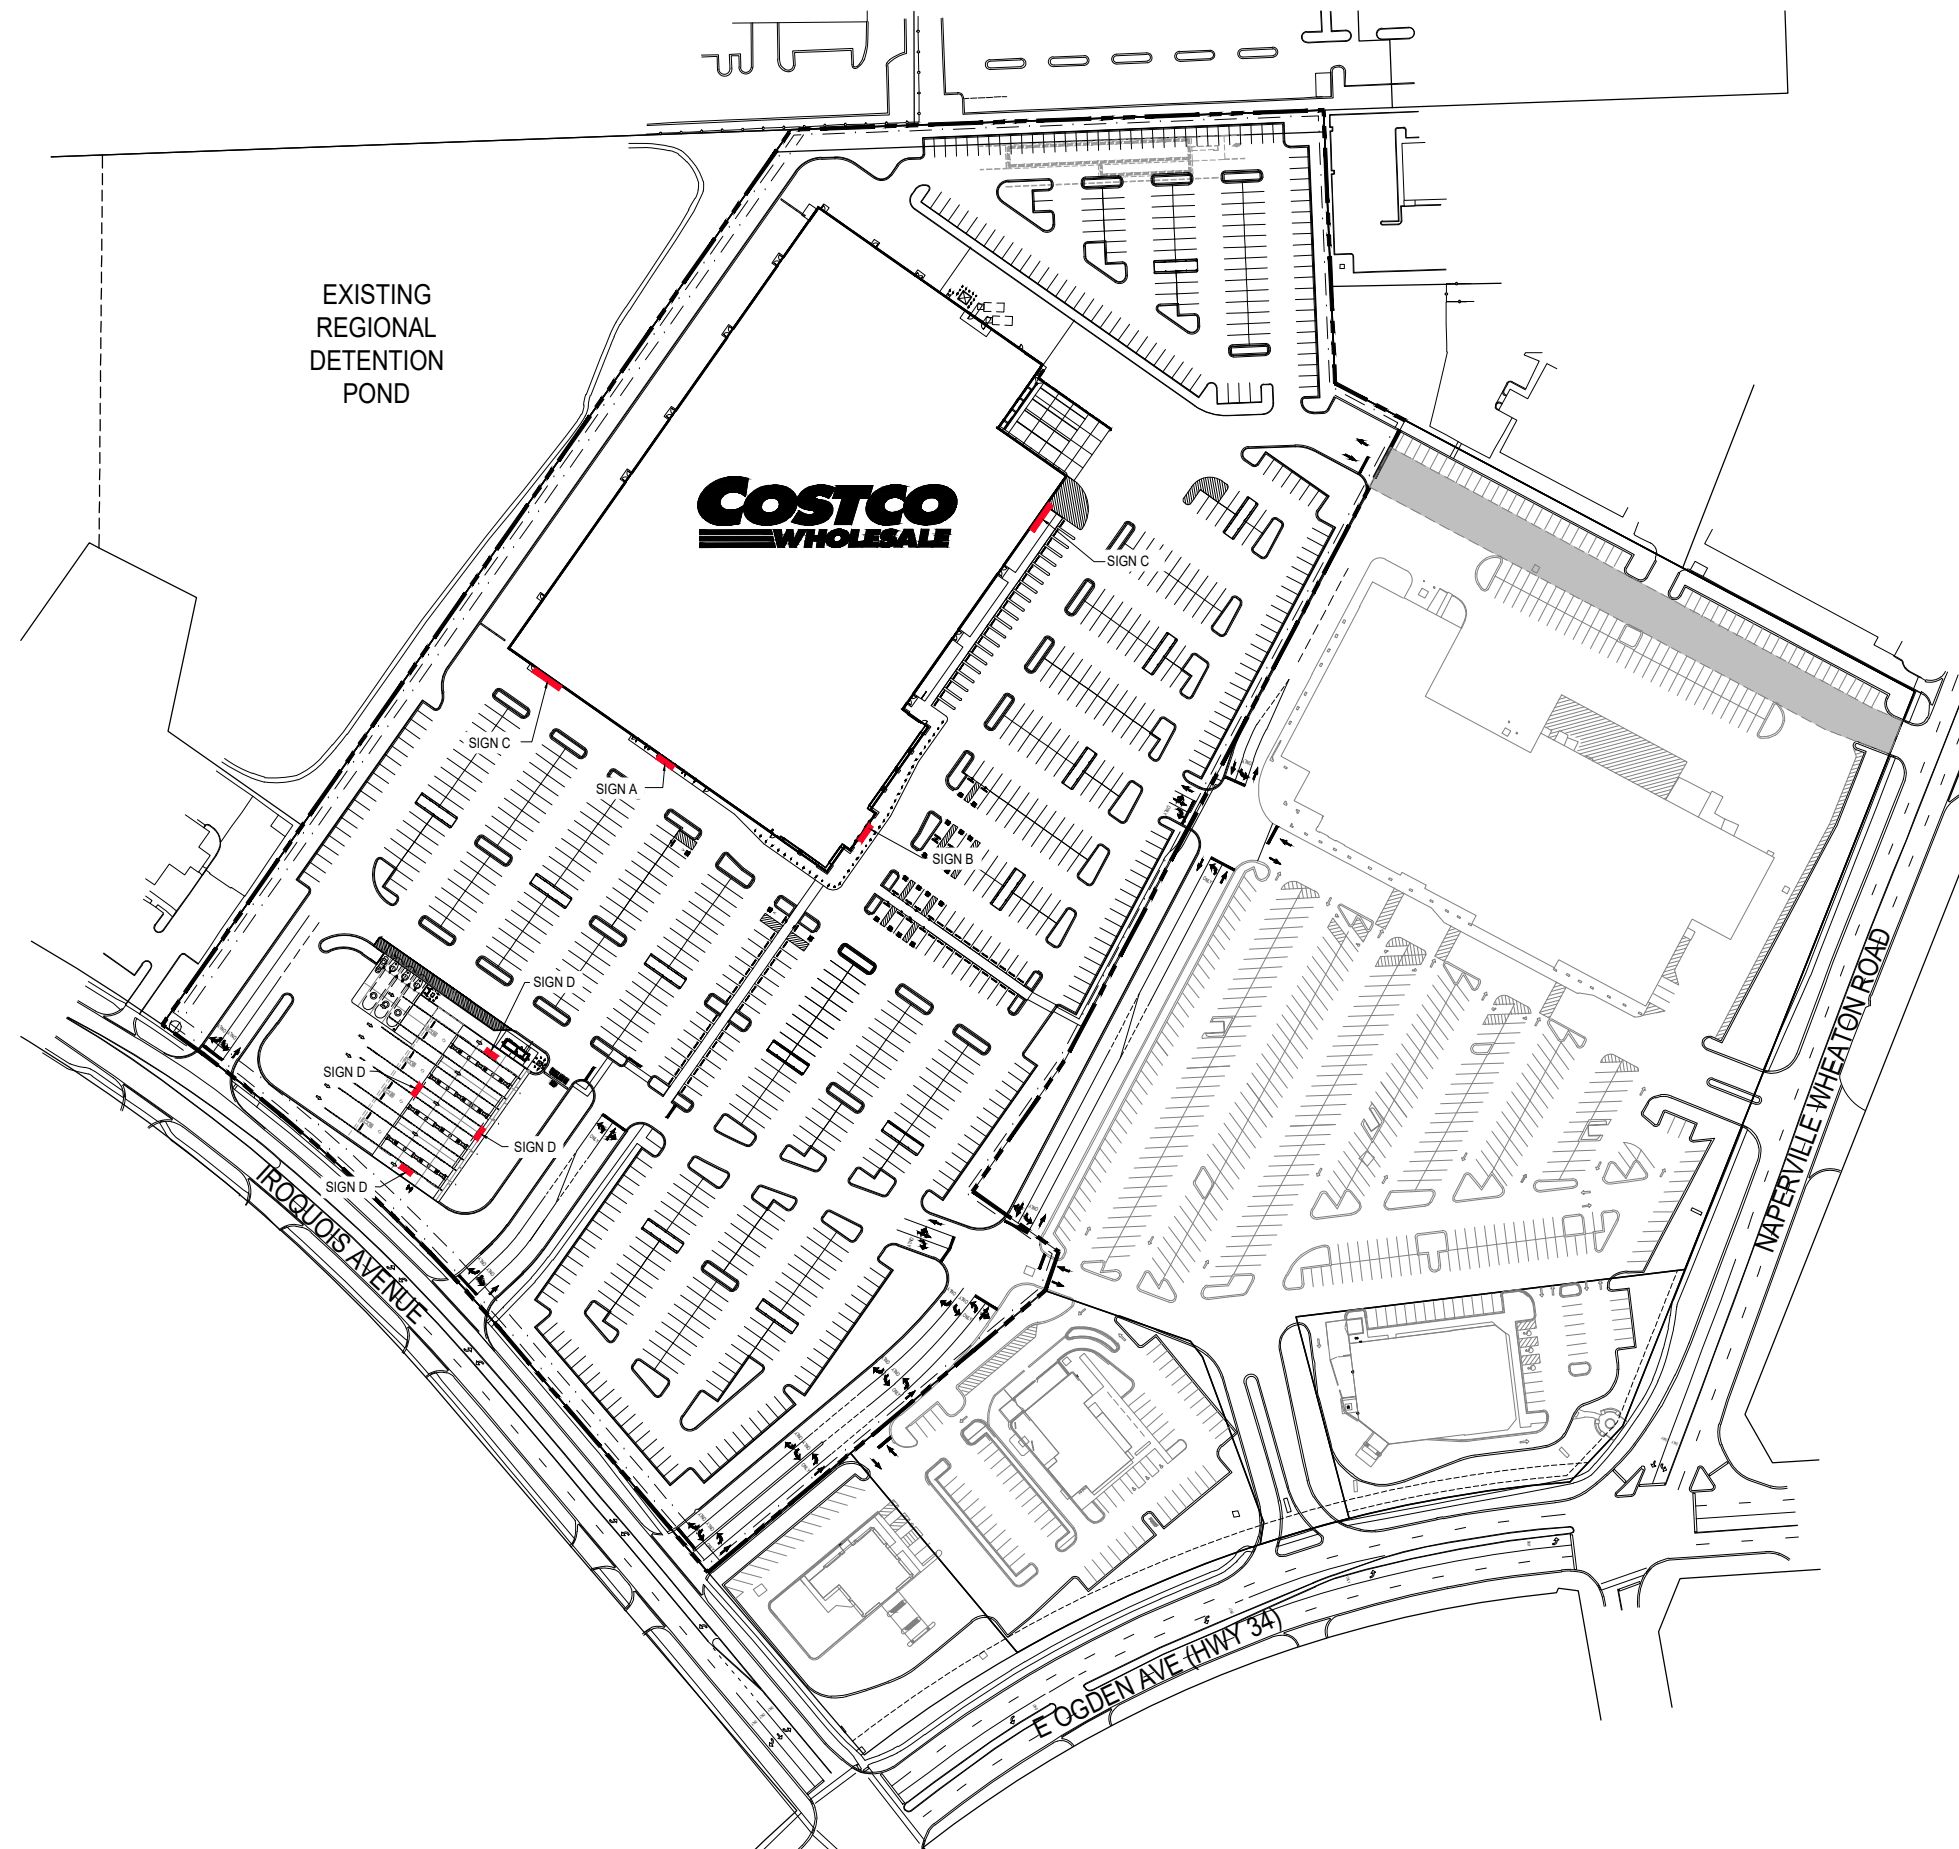 EXISTING
REGIONAL
DETENTION
POND
COSTCO
WHOLESALE
SIGN C
SIGN C
SIGN A
SIGN B
SIGN D
SIGN D
SIGN D
SIGN D
IROQUOIS AVENUE
NAPERVILLE WHEATON ROAD
E OGDEN AVE (HWY 34)